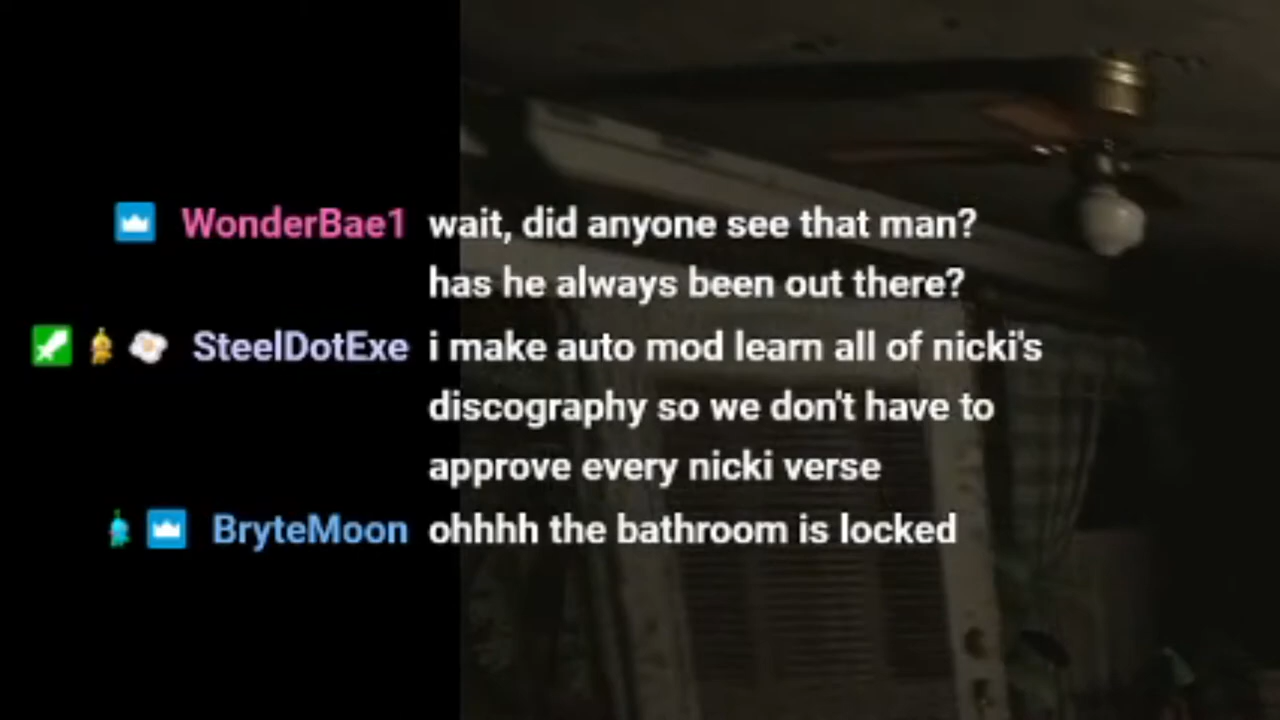 WonderBae1 wait, did anyone see that man?
has he always been out there?
SteelDotExe i make auto mod learn all of nicki's
discography so we don't have to
approve every nicki verse
BryteMoon ohhhh the bathroom is locked